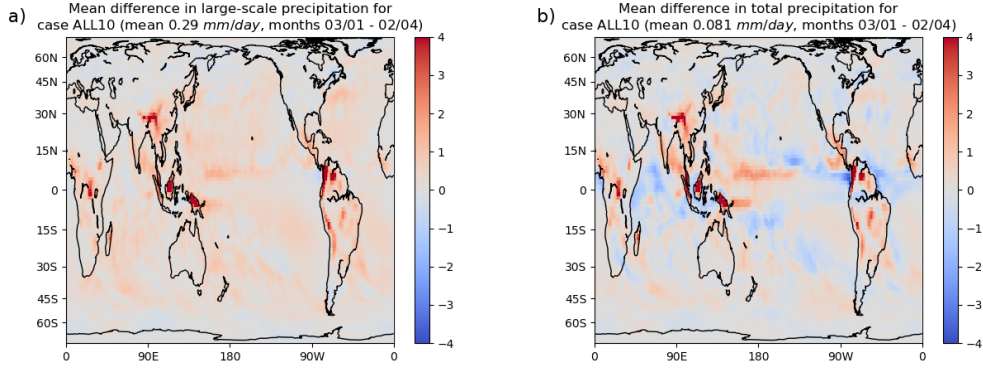 a)
Mean difference in large-scale precipitation for
case ALL10 (mean 0.29 mm/day, months 03/01 - 02/04)
60N
45N
30N
15N
0
15S
30S
45S
60S
0
90E
180
90W
0
4
3
2
1
0
−1
−2
−3
−4
b)
Mean difference in total precipitation for
case ALL10 (mean 0.081 mm/day, months 03/01 - 02/04)
60N
45N
30N
15N
0
15S
30S
45S
60S
0
90E
180
90W
0
4
3
2
1
0
−1
−2
−3
−4